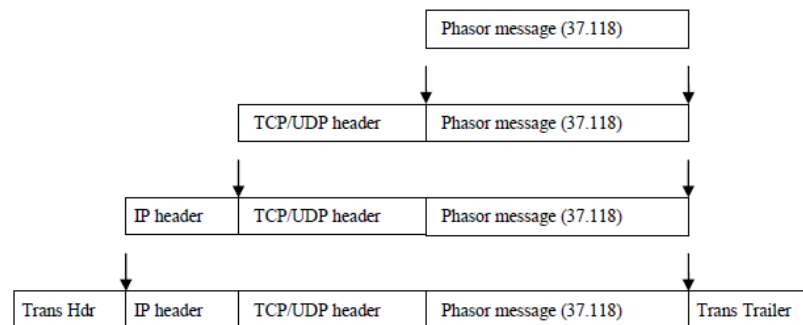 Phasor message (37.118)
TCP/UDP header Phasor message (37.118)
IP header TCP/UDP header Phasor message (37.118)
Trans Hdr IP header TCP/UDP header Phasor message (37.118) Trans Trailer